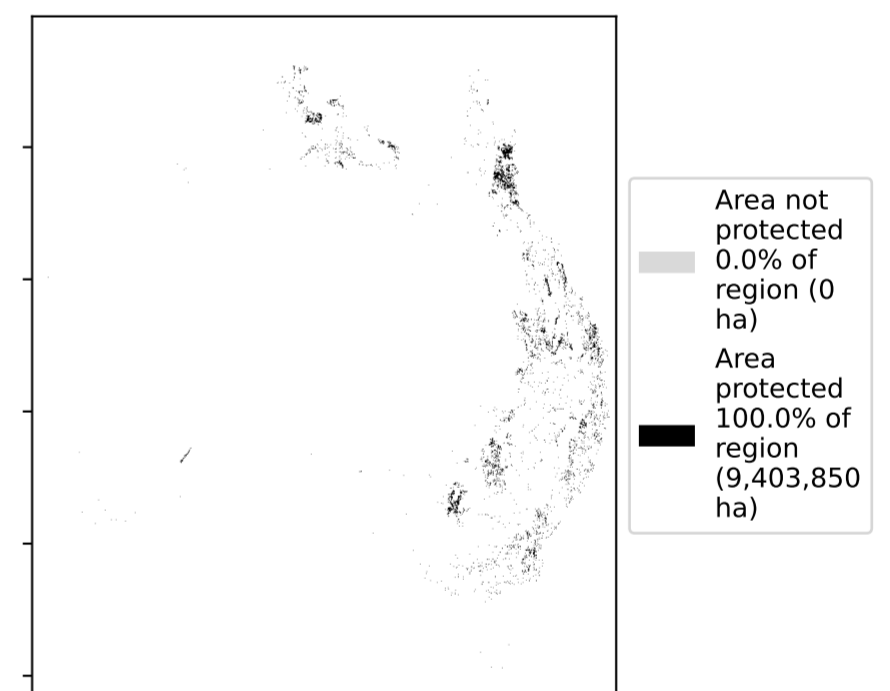 Area not
protected
0.0% of
region (0
ha)
Area
protected
100.0% of
region
(9,403,850
ha)